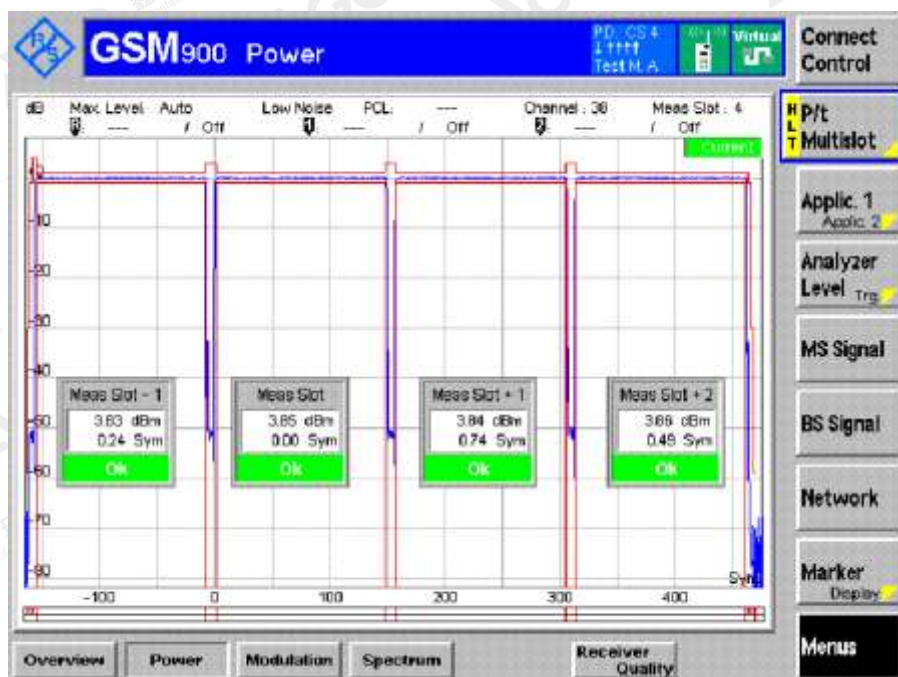 R/S
GSM900 Power
PD: CS 4
Test M. A
Virtual
Connect
Control
dB Max. Level Auto Low Noise PCL: --- Channel : 38 Meas Slot : 4
--- / Off 1 --- / Off 2 --- / Off
Current
HLT
P/t
Multislot
Applic. 1
Applic. 2
Analyzer
Level Trg.
MS Signal
BS Signal
Network
Marker
Display
Menus
-10
-20
-30
-40
-50
-60
-70
-80
Meas Slot - 1
3.83 dBm
0.24 Sym
Ok
Meas Slot
3.85 dBm
0.00 Sym
Ok
Meas Slot + 1
3.84 dBm
0.74 Sym
Ok
Meas Slot + 2
3.86 dBm
0.49 Sym
Ok
Sym
-100 0 100 200 300 400
Overview Power Modulation Spectrum Receiver
Quality